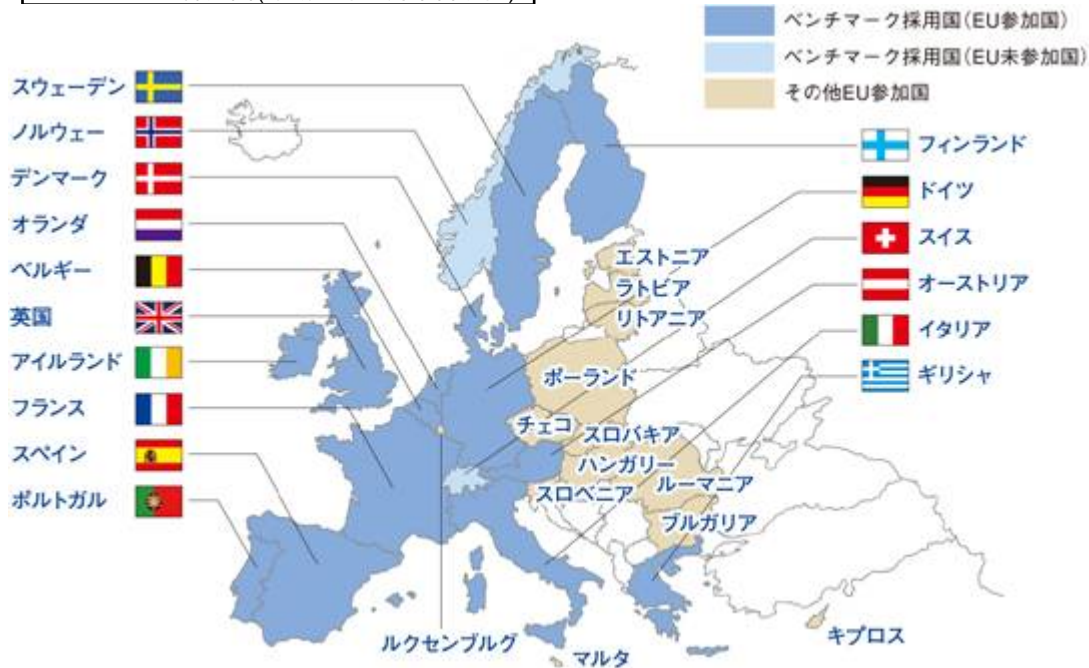 ベンチマーク採用国(EU参加国)
ベンチマーク採用国(EU未参加国)
その他EU参加国
スウェーデン
ノルウェー
デンマーク
オランダ
ベルギー
英国
アイルランド
フランス
スペイン
ポルトガル
フィンランド
ドイツ
スイス
オーストリア
イタリア
ギリシャ
エストニア
ラトビア
リトアニア
ポーランド
チェコ
スロバキア
ハンガリー
ルーマニア
スロベニア
ブルガリア
ルクセンブルグ
マルタ
キプロス